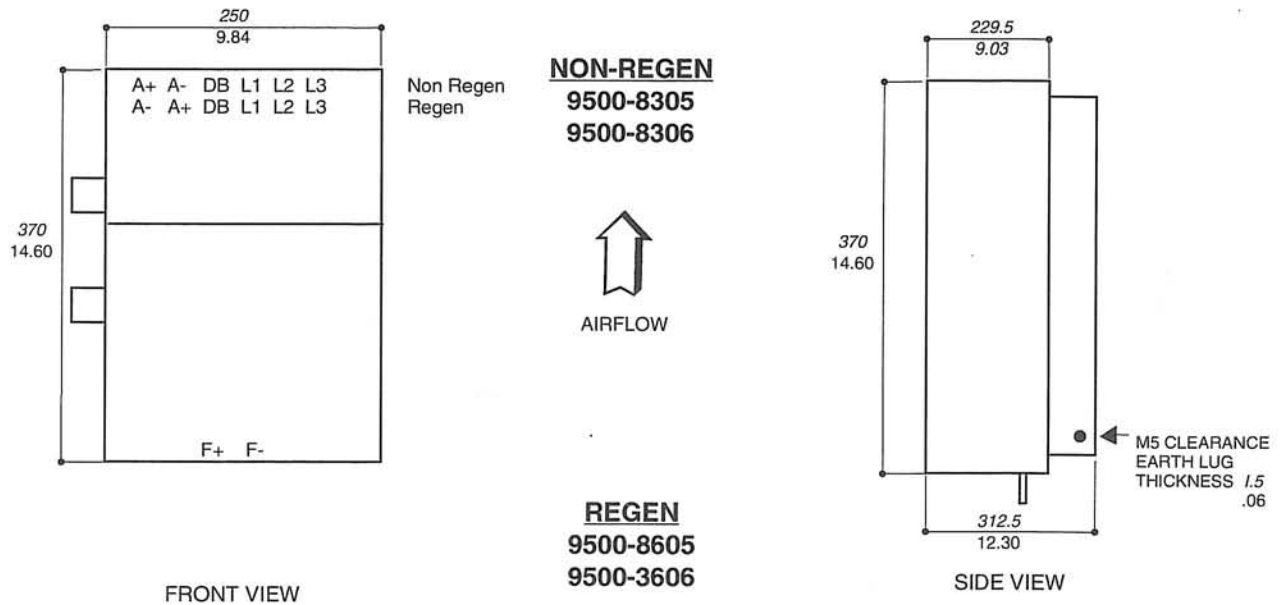 250
9.84
A+ A- DB L1 L2 L3 Non Regen
A- A+ DB L1 L2 L3 Regen
370
14.60
F+ F-
FRONT VIEW
NON-REGEN
9500-8305
9500-8306
AIRFLOW
REGEN
9500-8605
9500-3606
229.5
9.03
370
14.60
M5 CLEARANCE
EARTH LUG
THICKNESS 1.5
.06
312.5
12.30
SIDE VIEW